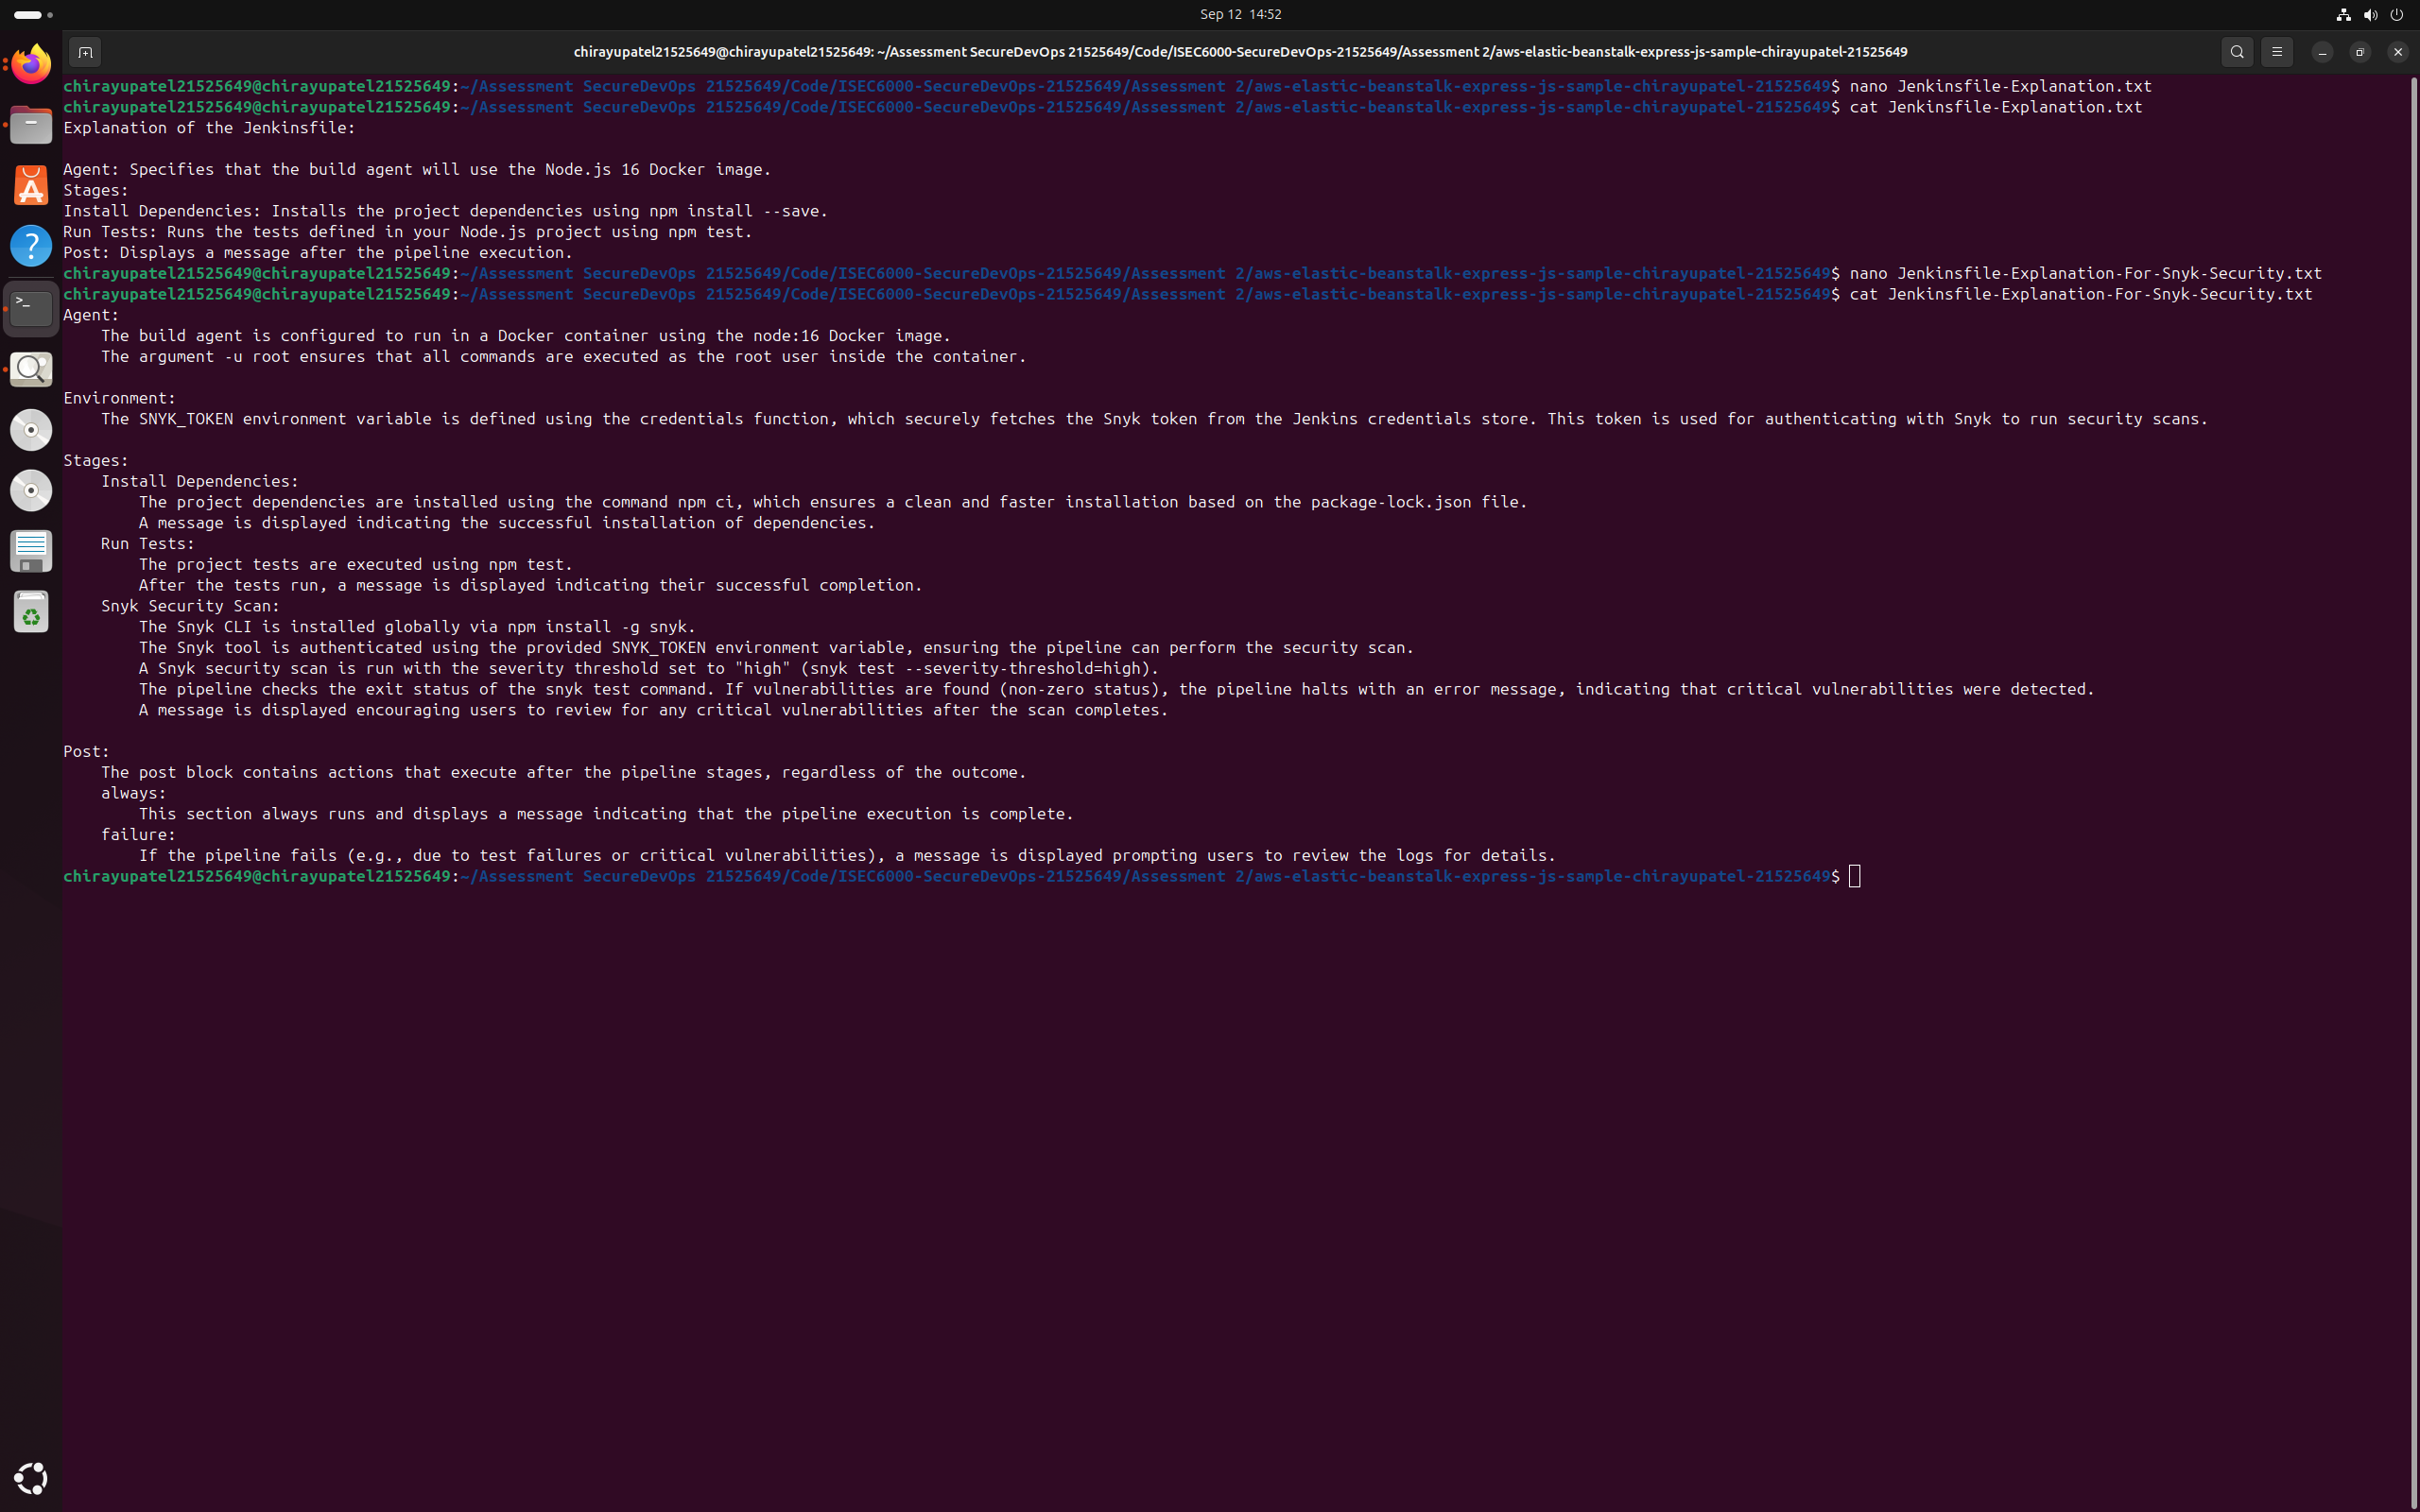 Sep 12 14:52
chirayupatel21525649@chirayupatel21525649: ~/Assessment SecureDevOps 21525649/Code/ISEC6000-SecureDevOps-21525649/Assessment 2/aws-elastic-beanstalk-express-js-sample-chirayupatel-21525649
chirayupatel21525649@chirayupatel21525649:~/Assessment SecureDevOps 21525649/Code/ISEC6000-SecureDevOps-21525649/Assessment 2/aws-elastic-beanstalk-express-js-sample-chirayupatel-21525649$ nano Jenkinsfile-Explanation.txt
chirayupatel21525649@chirayupatel21525649:~/Assessment SecureDevOps 21525649/Code/ISEC6000-SecureDevOps-21525649/Assessment 2/aws-elastic-beanstalk-express-js-sample-chirayupatel-21525649$ cat Jenkinsfile-Explanation.txt
Explanation of the Jenkinsfile:
Agent: Specifies that the build agent will use the Node.js 16 Docker image.
Stages:
Install Dependencies: Installs the project dependencies using npm install --save.
Run Tests: Runs the tests defined in your Node.js project using npm test.
Post: Displays a message after the pipeline execution.
chirayupatel21525649@chirayupatel21525649:~/Assessment SecureDevOps 21525649/Code/ISEC6000-SecureDevOps-21525649/Assessment 2/aws-elastic-beanstalk-express-js-sample-chirayupatel-21525649$ nano Jenkinsfile-Explanation-For-Snyk-Security.txt
chirayupatel21525649@chirayupatel21525649:~/Assessment SecureDevOps 21525649/Code/ISEC6000-SecureDevOps-21525649/Assessment 2/aws-elastic-beanstalk-express-js-sample-chirayupatel-21525649$ cat Jenkinsfile-Explanation-For-Snyk-Security.txt
Agent:
    The build agent is configured to run in a Docker container using the node:16 Docker image.
    The argument -u root ensures that all commands are executed as the root user inside the container.
Environment:
    The SNYK_TOKEN environment variable is defined using the credentials function, which securely fetches the Snyk token from the Jenkins credentials store. This token is used for authenticating with Snyk to run security scans.
Stages:
    Install Dependencies:
        The project dependencies are installed using the command npm ci, which ensures a clean and faster installation based on the package-lock.json file.
        A message is displayed indicating the successful installation of dependencies.
    Run Tests:
        The project tests are executed using npm test.
        After the tests run, a message is displayed indicating their successful completion.
    Snyk Security Scan:
        The Snyk CLI is installed globally via npm install -g snyk.
        The Snyk tool is authenticated using the provided SNYK_TOKEN environment variable, ensuring the pipeline can perform the security scan.
        A Snyk security scan is run with the severity threshold set to "high" (snyk test --severity-threshold=high).
        The pipeline checks the exit status of the snyk test command. If vulnerabilities are found (non-zero status), the pipeline halts with an error message, indicating that critical vulnerabilities were detected.
        A message is displayed encouraging users to review for any critical vulnerabilities after the scan completes.
Post:
    The post block contains actions that execute after the pipeline stages, regardless of the outcome.
    always:
        This section always runs and displays a message indicating that the pipeline execution is complete.
    failure:
        If the pipeline fails (e.g., due to test failures or critical vulnerabilities), a message is displayed prompting users to review the logs for details.
chirayupatel21525649@chirayupatel21525649:~/Assessment SecureDevOps 21525649/Code/ISEC6000-SecureDevOps-21525649/Assessment 2/aws-elastic-beanstalk-express-js-sample-chirayupatel-21525649$